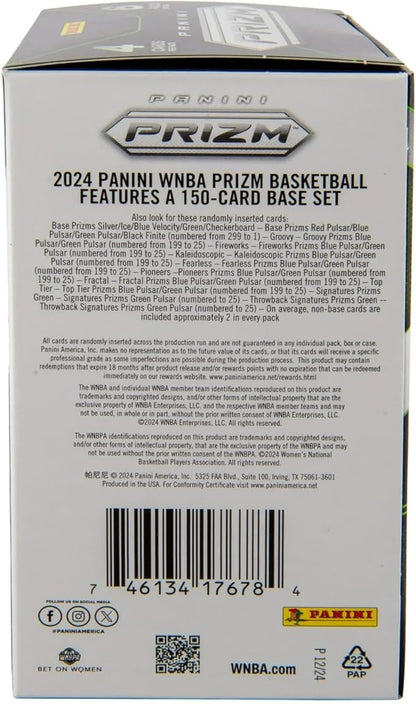 6
4 CARDS
PANINI
PRIZM
2024 PANINI WNBA PRIZM BASKETBALL
FEATURES A 150-CARD BASE SET
Also look for these randomly inserted cards:
Base Prizms Silver/Ice/Blue Velocity/Green/Checkerboard – Base Prizms Red Pulsar/Blue
Pulsar/Green Pulsar/Black Finite (numbered from 299 to 1) – Groovy – Groovy Prizms Blue
Pulsar/Green Pulsar (numbered from 199 to 25) – Fireworks – Fireworks Prizms Blue Pulsar/Green
Pulsar (numbered from 199 to 25) – Kaleidoscopic – Kaleidoscopic Prizms Blue Pulsar/Green Pulsar
(numbered from 199 to 25) – Fearless – Fearless Prizms Blue Pulsar/Green Pulsar
(numbered from 199 to 25) – Pioneers –Pioneers Prizms Blue Pulsar/Green Pulsar (numbered from
199 to 25) – Fractal – Fractal Prizms Blue Pulsar/Green Pulsar (numbered from 199 to 25) – Top
Tier – Top Tier Prizms Blue Pulsar/Green Pulsar (numbered from 199 to 25) – Signatures Prizms
Green – Signatures Prizms Green Pulsar (numbered to 25) – Throwback Signatures Prizms Green --
Throwback Signatures Prizms Green Pulsar (numbered to 25) - On average, non-base cards are
included approximately 2 in every pack
All cards are randomly inserted across the production run and are not guaranteed in any individual pack, box or case.
Panini America, Inc. makes no representation as to the future value of its cards, or that its cards will receive a specific
professional grade as some imperfections are possible during the production process. This product may contain
redemptions that expire 18 months after product release and/or rewards points with no expiration that can be redeemed
immediately on our rewards website. www.paniniamerica.net/rewards.html
The WNBA and individual WNBA member team identifications reproduced on this product are
trademarks and copyrighted designs, and/or other forms of intellectual property that are the
exclusive property of WNBA Enterprises, LLC. and the respective WNBA member teams and may
not be used, in whole or in part, without the prior written consent of WNBA Enterprises, LLC.
©2024 WNBA Enterprises, LLC. All rights reserved.
The WNBPA identifications reproduced on this product are trademarks and copyrighted designs,
and/or other forms of intellectual property, that are the exclusive property of the WNBPA and may
not be used without the prior written consent of the WNBPA. ©2024 Women's National
Basketball Players Association. All rights reserved.
帕尼尼 © 2024 Panini America, Inc. 5325 FAA Blvd., Suite 100, Irving, TX 75061-3601
Produced in the USA. For Conformity Certificate visit www.paniniamerica.net
7 46134 17678 4
FOLLOW US ON SOCIAL MEDIA
#PANINIAMERICA
PANINI
WNBPA
BET ON WOMEN
WNBA.com
P 12/24
22
PAP